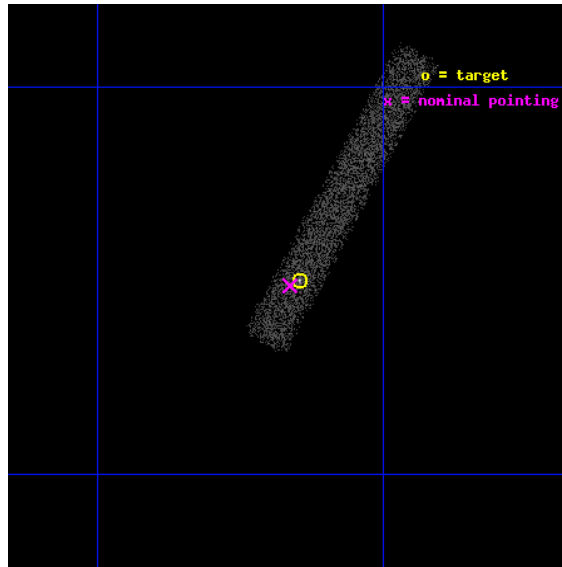 o = target
x = nominal pointing